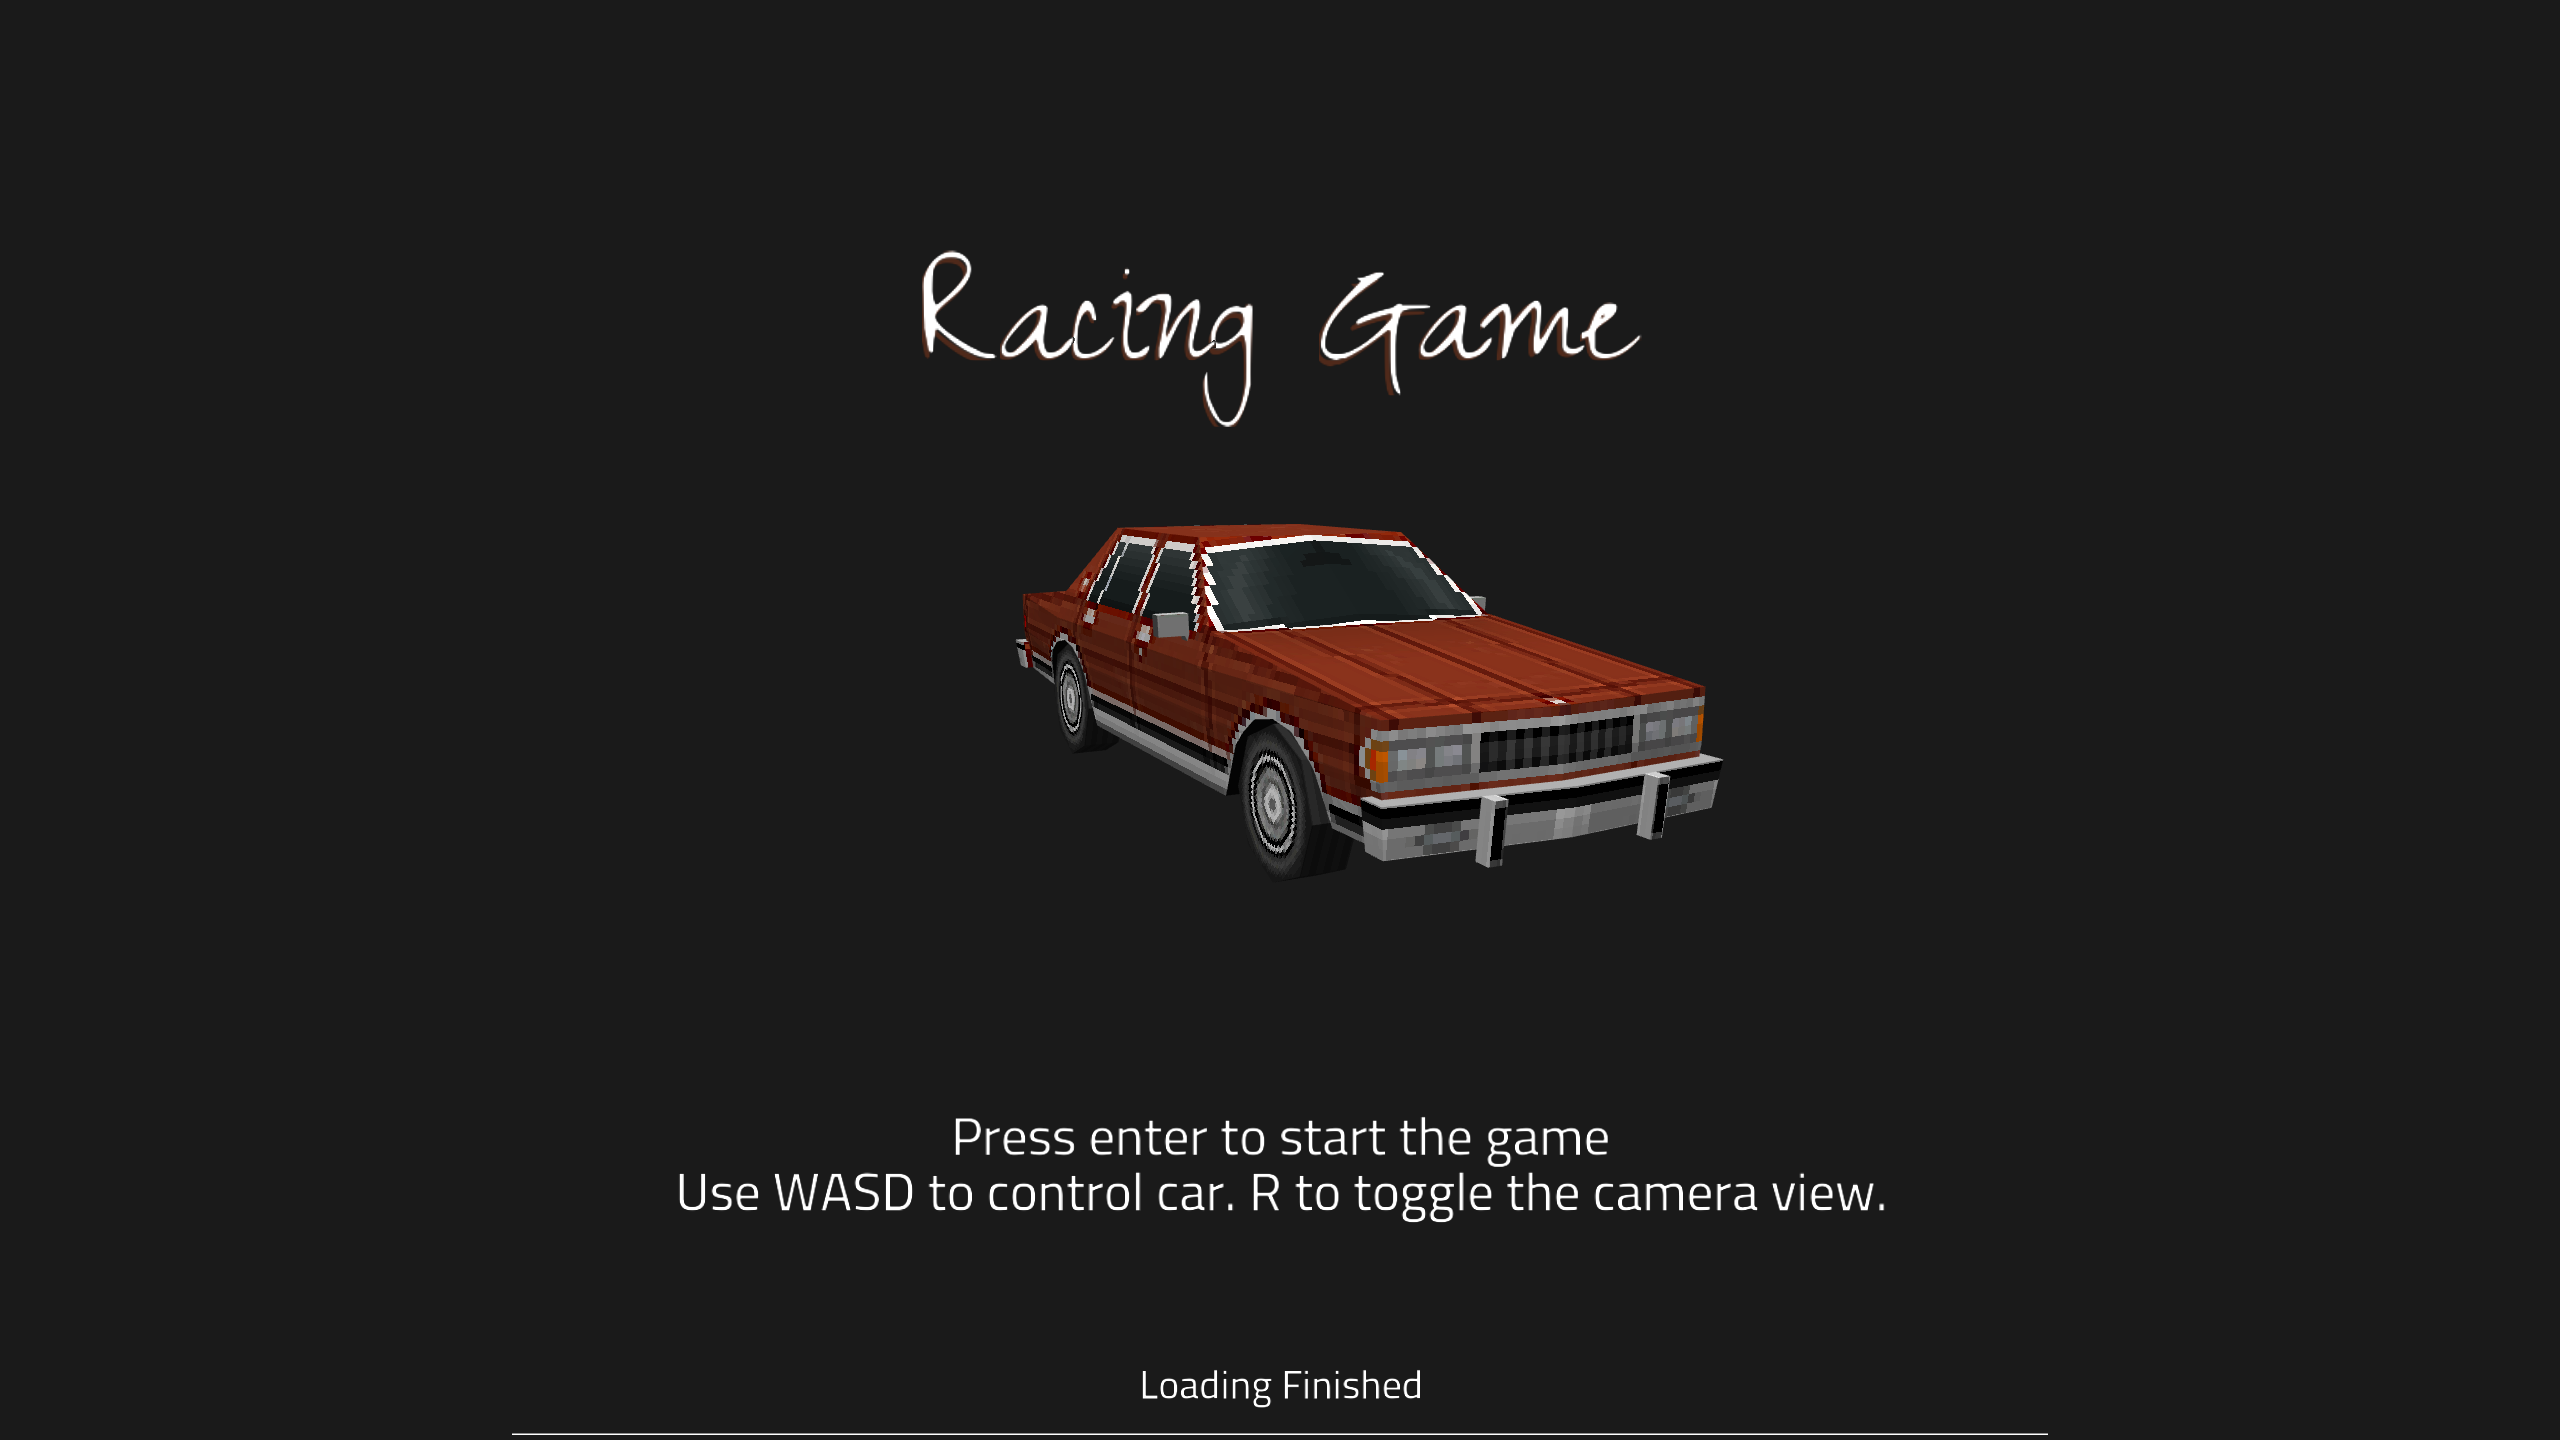 Racing Game
Press enter to start the game
Use WASD to control car. R to toggle the camera view.
Loading Finished